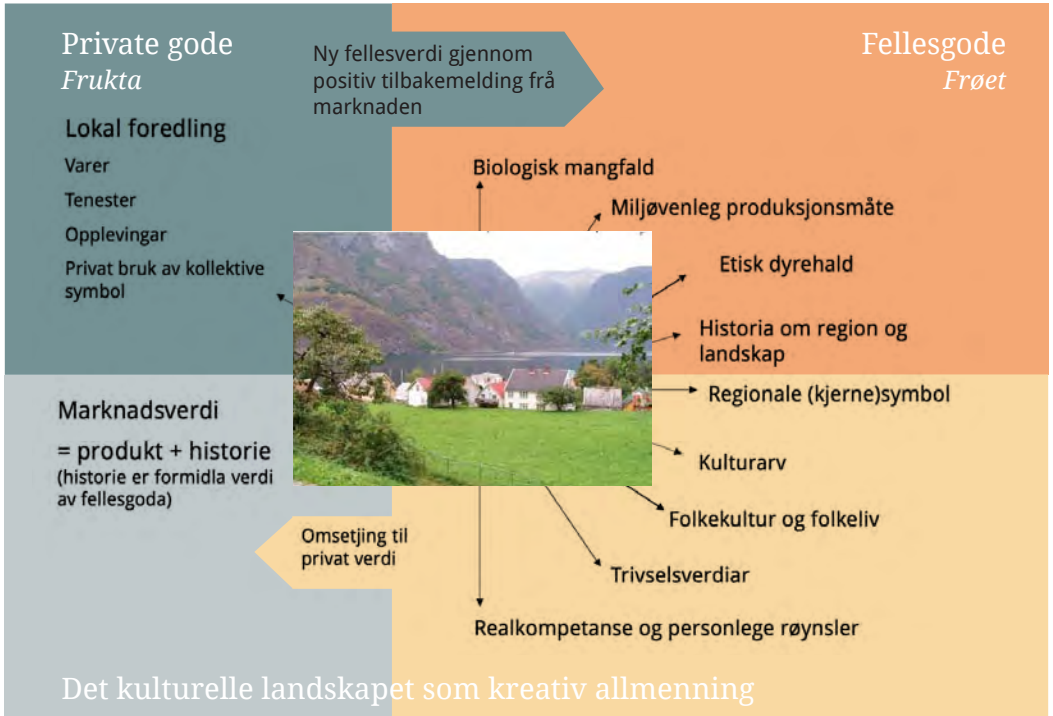 Private gode
Frukta
Ny fellesverdi gjennom
positiv tilbakemelding frå
marknaden
Fellesgode
Frøet
Lokal foredling
Varer
Tenester
Opplevingar
Privat bruk av kollektive
symbol
Biologisk mangfald
Miljøvenleg produksjonsmåte
Etisk dyrehald
Historia om region og
landskap
Regionale (kjerne)symbol
Kulturarv
Folkekultur og folkeliv
Trivselsverdiar
Realkompetanse og personlege røynsler
Marknadsverdi
= produkt + historie
(historie er formidla verdi
av fellesgoda)
Omsetjing til
privat verdi
Det kulturelle landskapet som kreativ allmenning